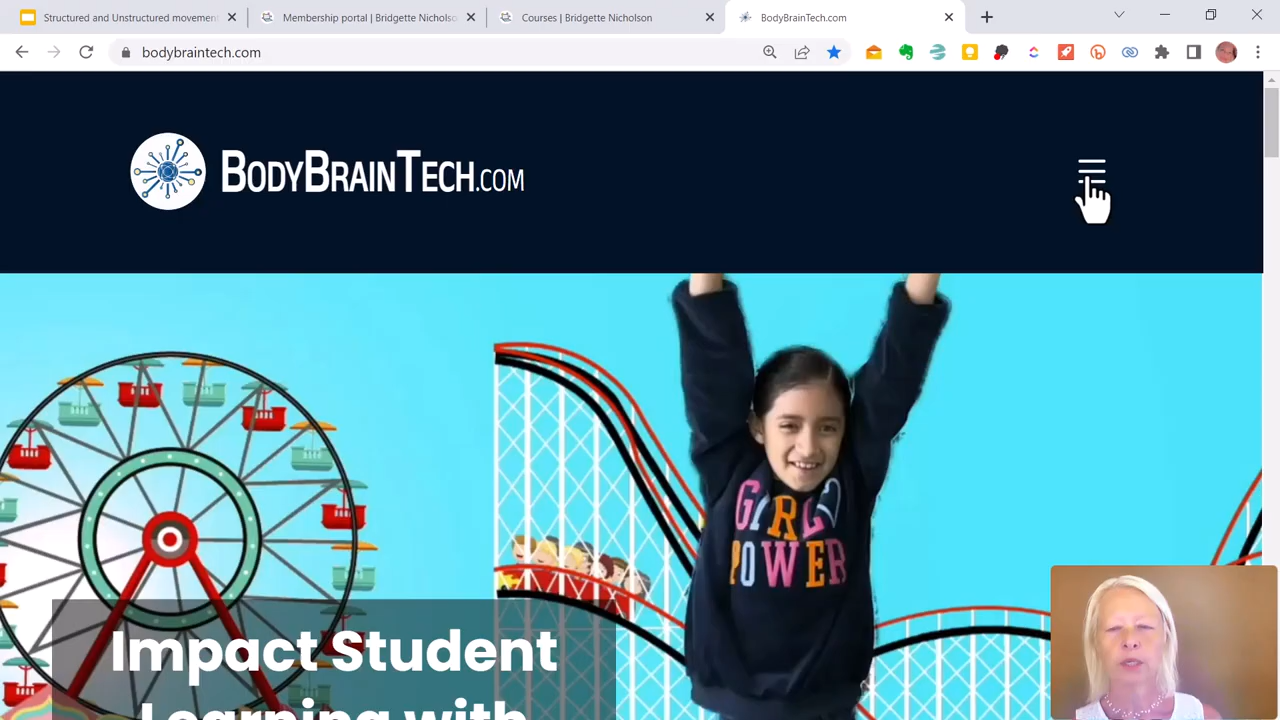 Structured and Unstructured movemen
Membership portal | Bridgette Nicholso
Courses | Bridgette Nicholson
BodyBrainTech.com
bodybraintech.com
BODYBRAINTECH.COM
GIRLS
POWER
Impact Student
Learning with